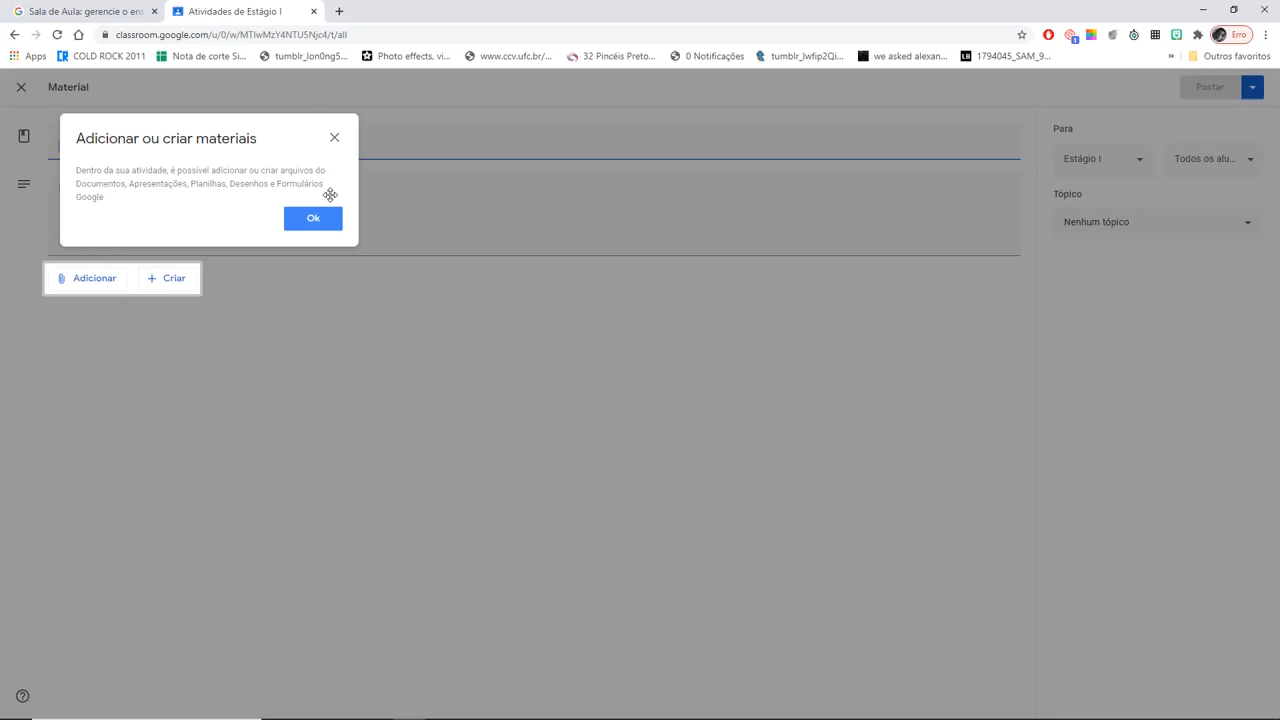 Sala de Aula: gerencie o en
Atividades de Estágio I
classroom.google.com/u/0/w/MTIwMzY4NTU5Njc4/t/all
Erro
Apps
COLD ROCK 2011
Nota de corte Si...
tumblr_lon0ng5...
Photo effects, vi...
www.ccv.ufc.br/...
32 Pincéis Preto...
0 Notificações
tumblr_lwfip2Qi...
we asked alexan...
LB
1794045_SAM_9...
»
Outros favoritos
Material
Postar
Adicionar ou criar materiais
Dentro da sua atividade, é possível adicionar ou criar arquivos do
Documentos, Apresentações, Planilhas, Desenhos e Formulários
Google
Ok
Adicionar
Criar
Para
Estágio I
Todos os alu...
Tópico
Nenhum tópico